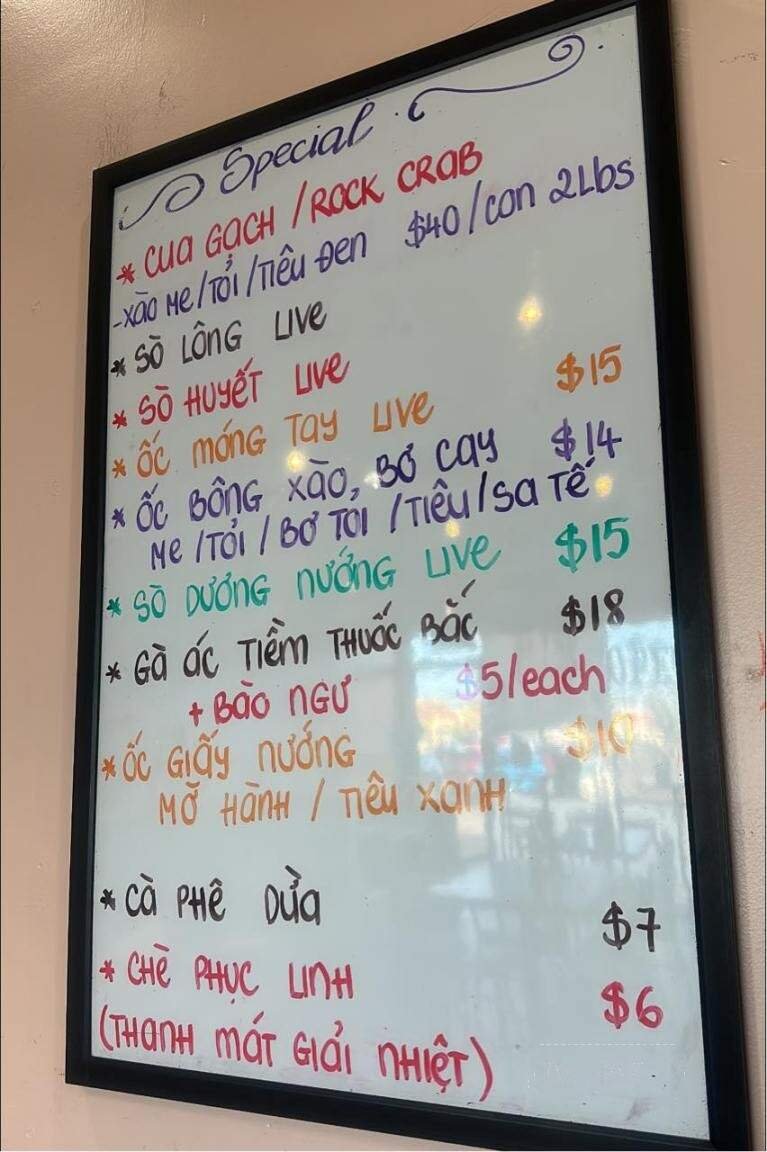 Special
* CUA GẠCH / ROCK CRAB
-XÀO ME / TỎI / TIÊU ĐEN $40 / CON 2Lbs
* SÒ LÔNG LIVE
* SÒ HUYẾT LIVE
* ỐC MÓNG TAY LIVE $15
* ỐC BÔNG XÀO, BƠ CAY $14
ME / TỎI / BƠ TỎI / TIÊU / SA TẾ
* SÒ DƯƠNG NƯỚNG LIVE $15
* GÀ ÁC TIỀM THUỐC BẮC $18
+ BÀO NGƯ $5/each
* ỐC GIẤY NƯỚNG $10
MỠ HÀNH / TIÊU XANH
* CÀ PHÊ DỪA $7
* CHÈ PHỤC LINH $6
(THANH MÁT GIẢI NHIỆT)